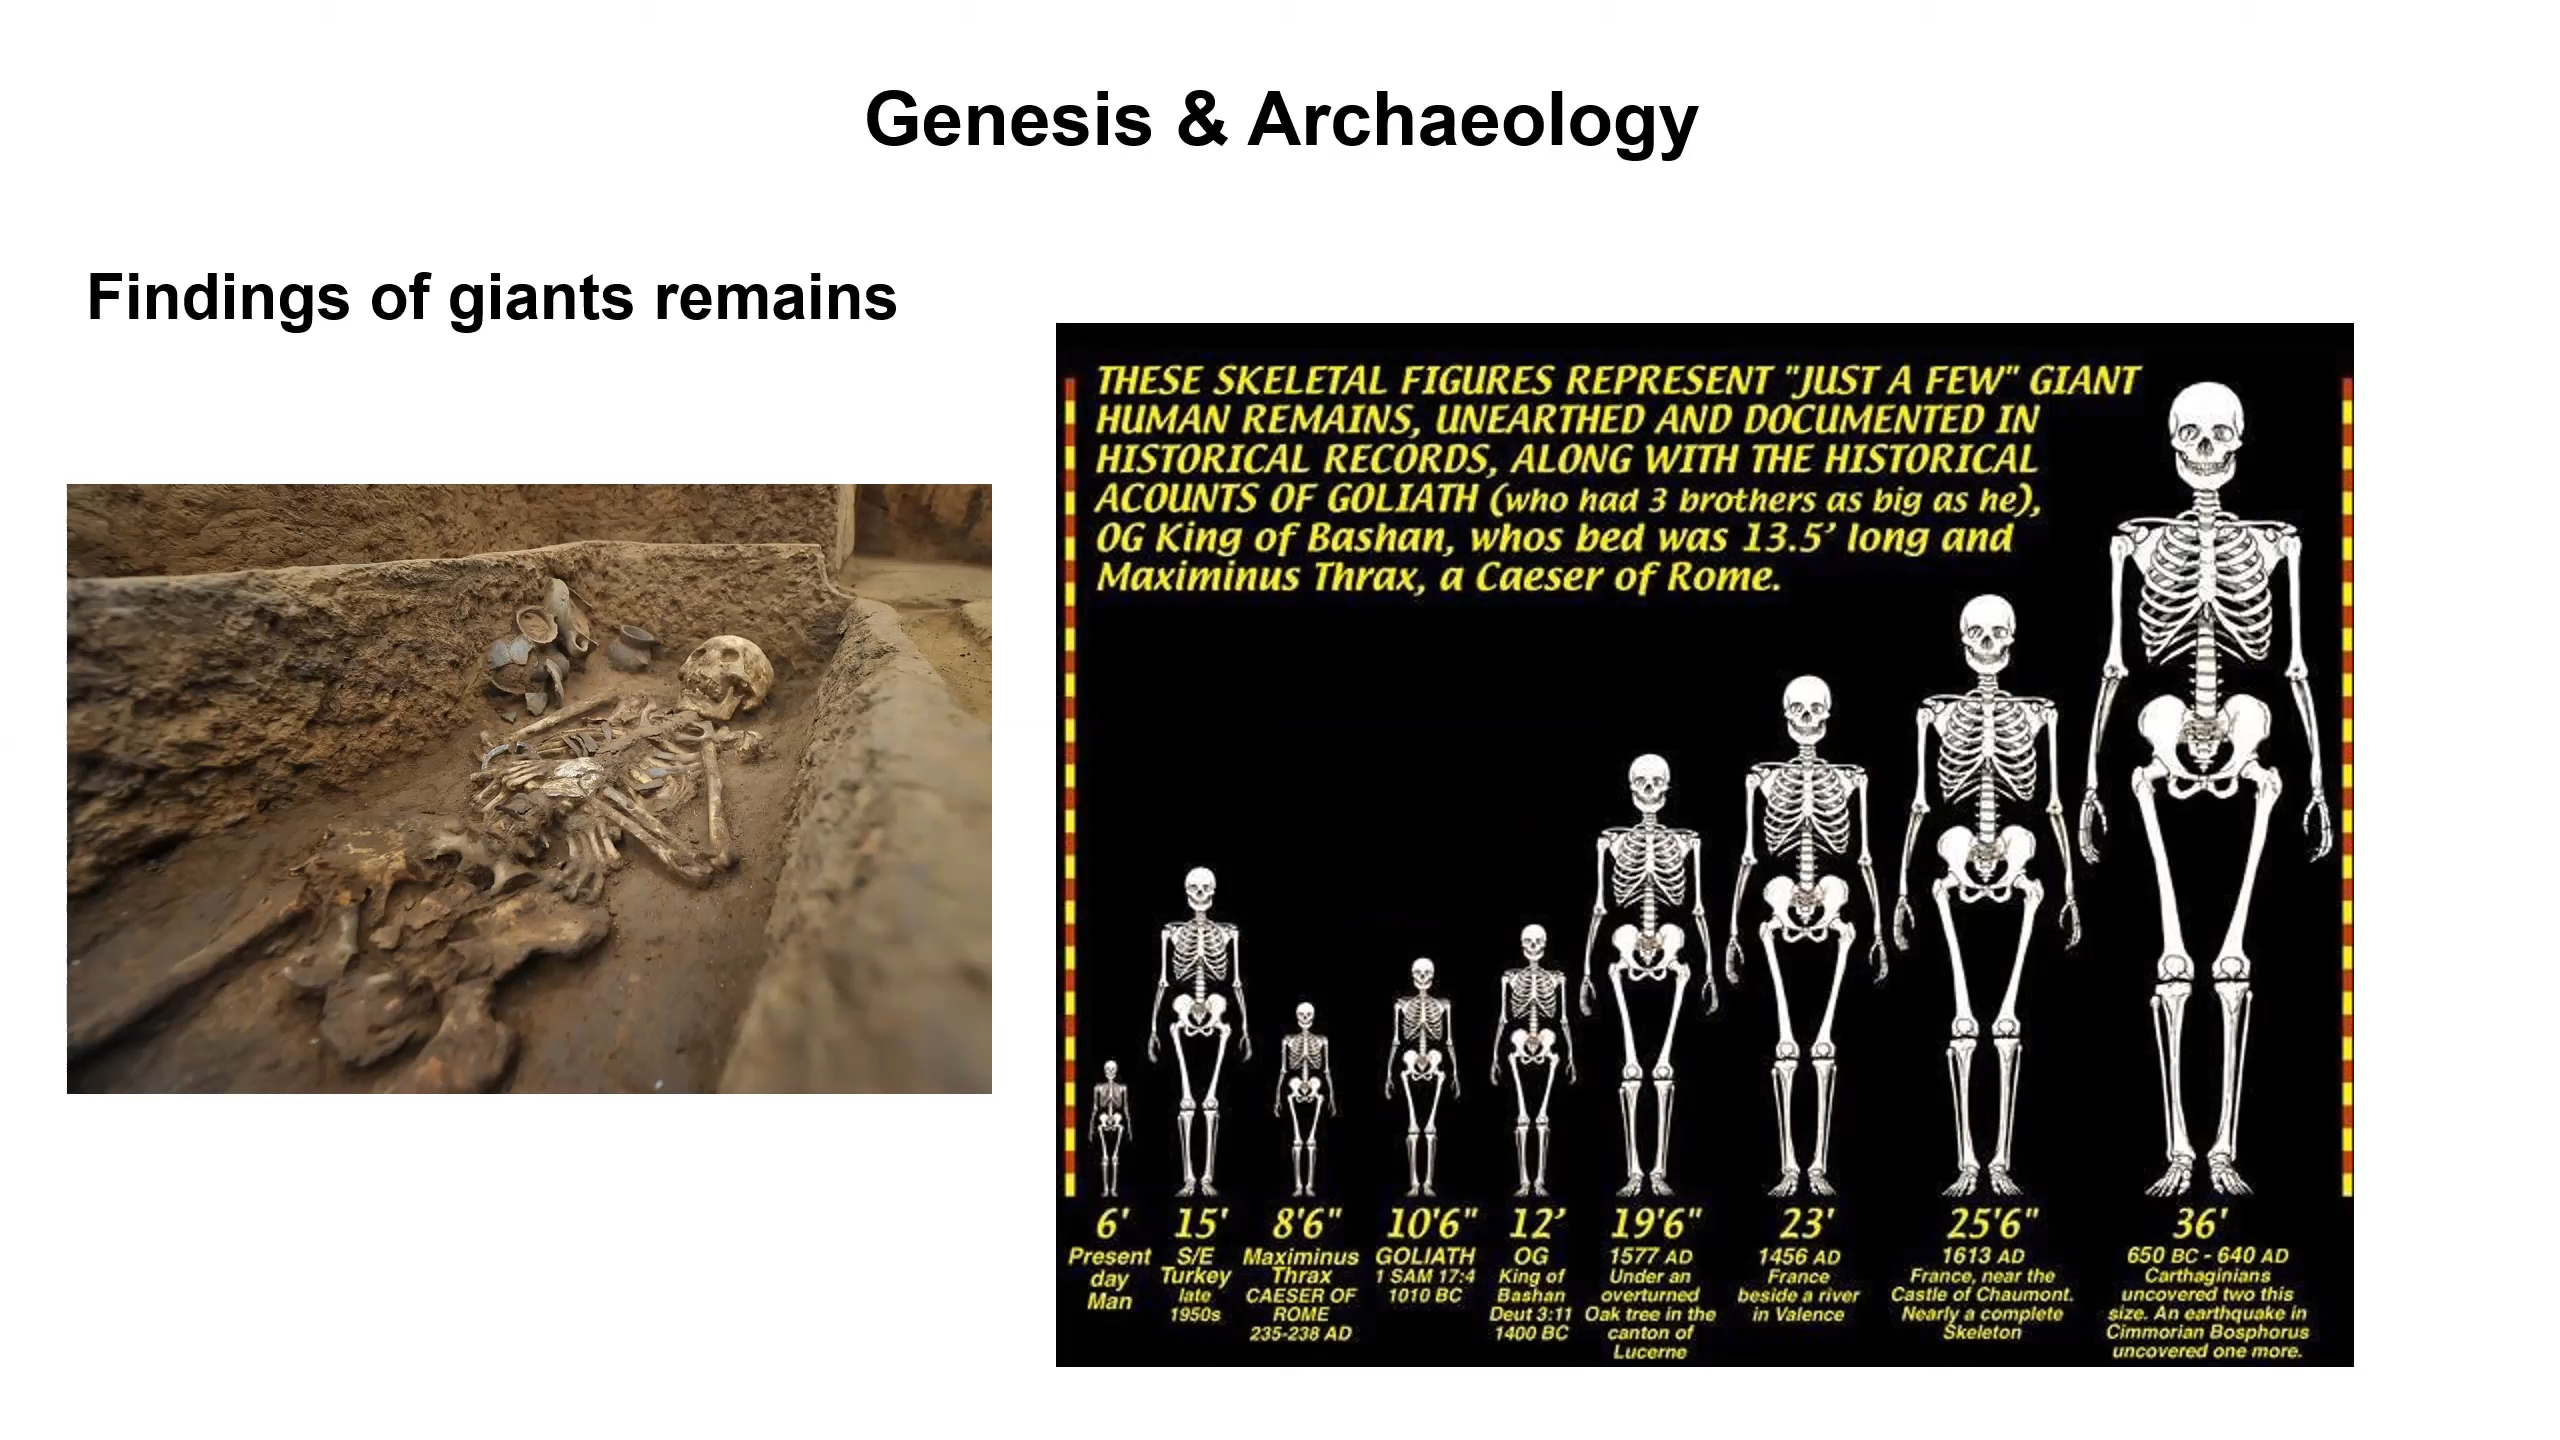 Genesis & Archaeology
Findings of giants remains
THESE SKELETAL FIGURES REPRESENT "JUST A FEW" GIANT
HUMAN REMAINS, UNEARTHED AND DOCUMENTED IN
HISTORICAL RECORDS, ALONG WITH THE HISTORICAL
ACOUNTS OF GOLIATH (who had 3 brothers as big as he),
OG King of Bashan, whos bed was 13.5’ long and
Maximinus Thrax, a Caeser of Rome.
6'
Present
day
Man
15'
S/E
Turkey
late
1950s
8'6"
Maximinus
Thrax
CAESER OF
ROME
235-238 AD
10'6"
GOLIATH
1 SAM 17:4
1010 BC
12’
OG
King of
Bashan
Deut 3:11
1400 BC
19'6"
1577 AD
Under an
overturned
Oak tree in the
canton of
Lucerne
23'
1456 AD
France
beside a river
in Valence
25'6"
1613 AD
France, near the
Castle of Chaumont.
Nearly a complete
Skeleton
36'
650 BC - 640 AD
Carthaginians
uncovered two this
size. An earthquake in
Cimmorian Bosphorus
uncovered one more.